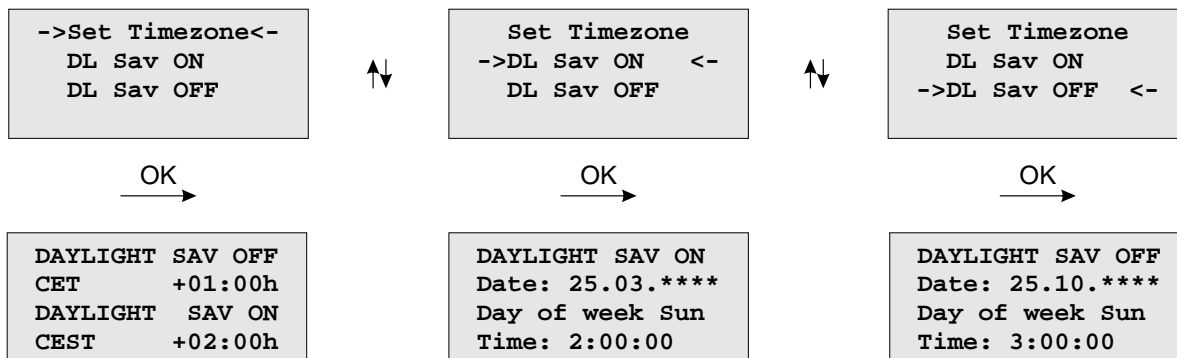 ->Set Timezone<-
DL Sav ON
DL Sav OFF
Set Timezone
->DL Sav ON <-
DL Sav OFF
Set Timezone
DL Sav ON
->DL Sav OFF <-
OK
OK
OK
DAYLIGHT SAV OFF
CET +01:00h
DAYLIGHT SAV ON
CEST +02:00h
DAYLIGHT SAV ON
Date: 25.03.****
Day of week Sun
Time: 2:00:00
DAYLIGHT SAV OFF
Date: 25.10.****
Day of week Sun
Time: 3:00:00